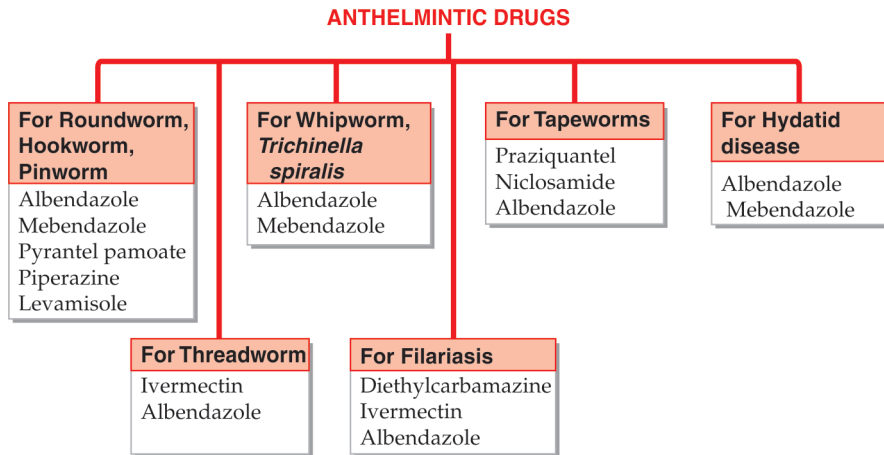 ANTHELMINTIC DRUGS
For Roundworm,
Hookworm,
Pinworm
Albendazole
Mebendazole
Pyrantel pamoate
Piperazine
Levamisole
For Whipworm,
Trichinella
spiralis
Albendazole
Mebendazole
For Tapeworms
Praziquantel
Niclosamide
Albendazole
For Hydatid
disease
Albendazole
Mebendazole
For Threadworm
Ivermectin
Albendazole
For Filariasis
Diethylcarbamazine
Ivermectin
Albendazole